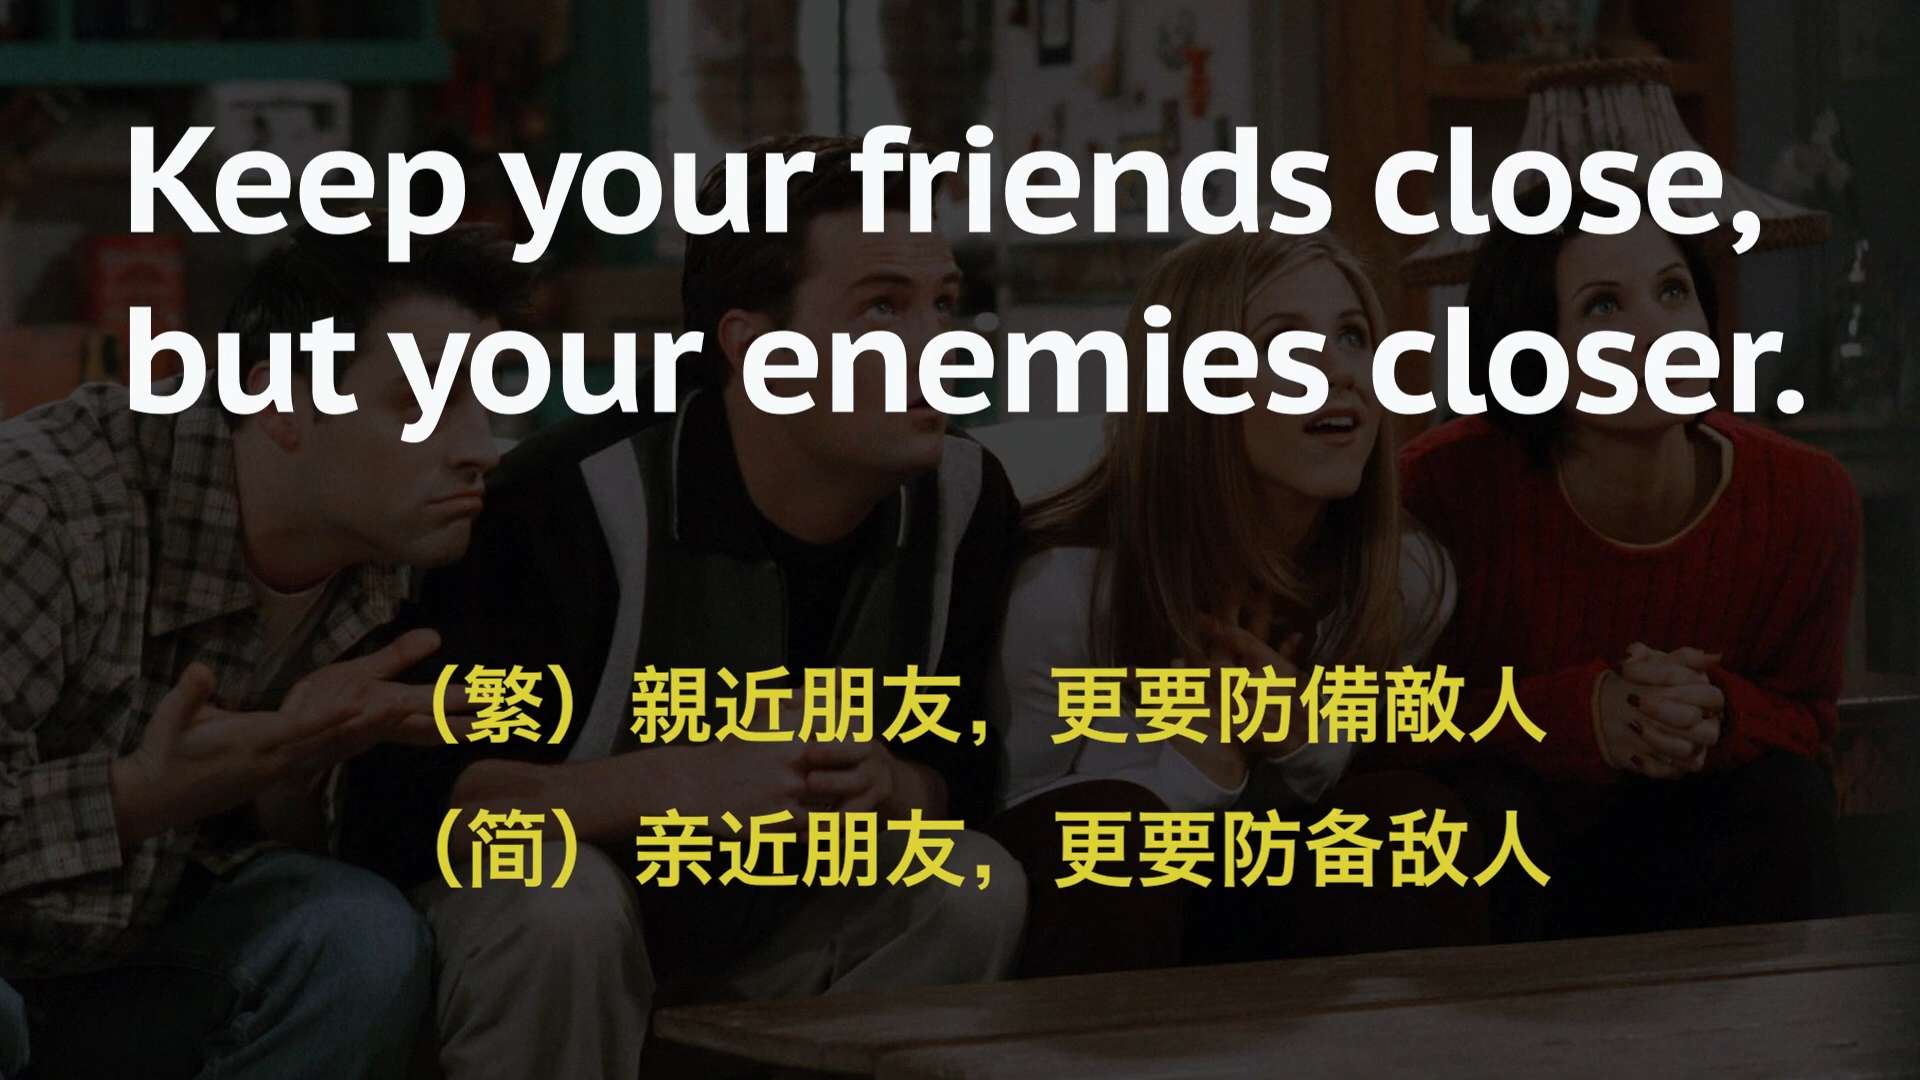 Keep your friends close,
but your enemies closer.
（繁）親近朋友，更要防備敵人
（简）亲近朋友，更要防备敌人